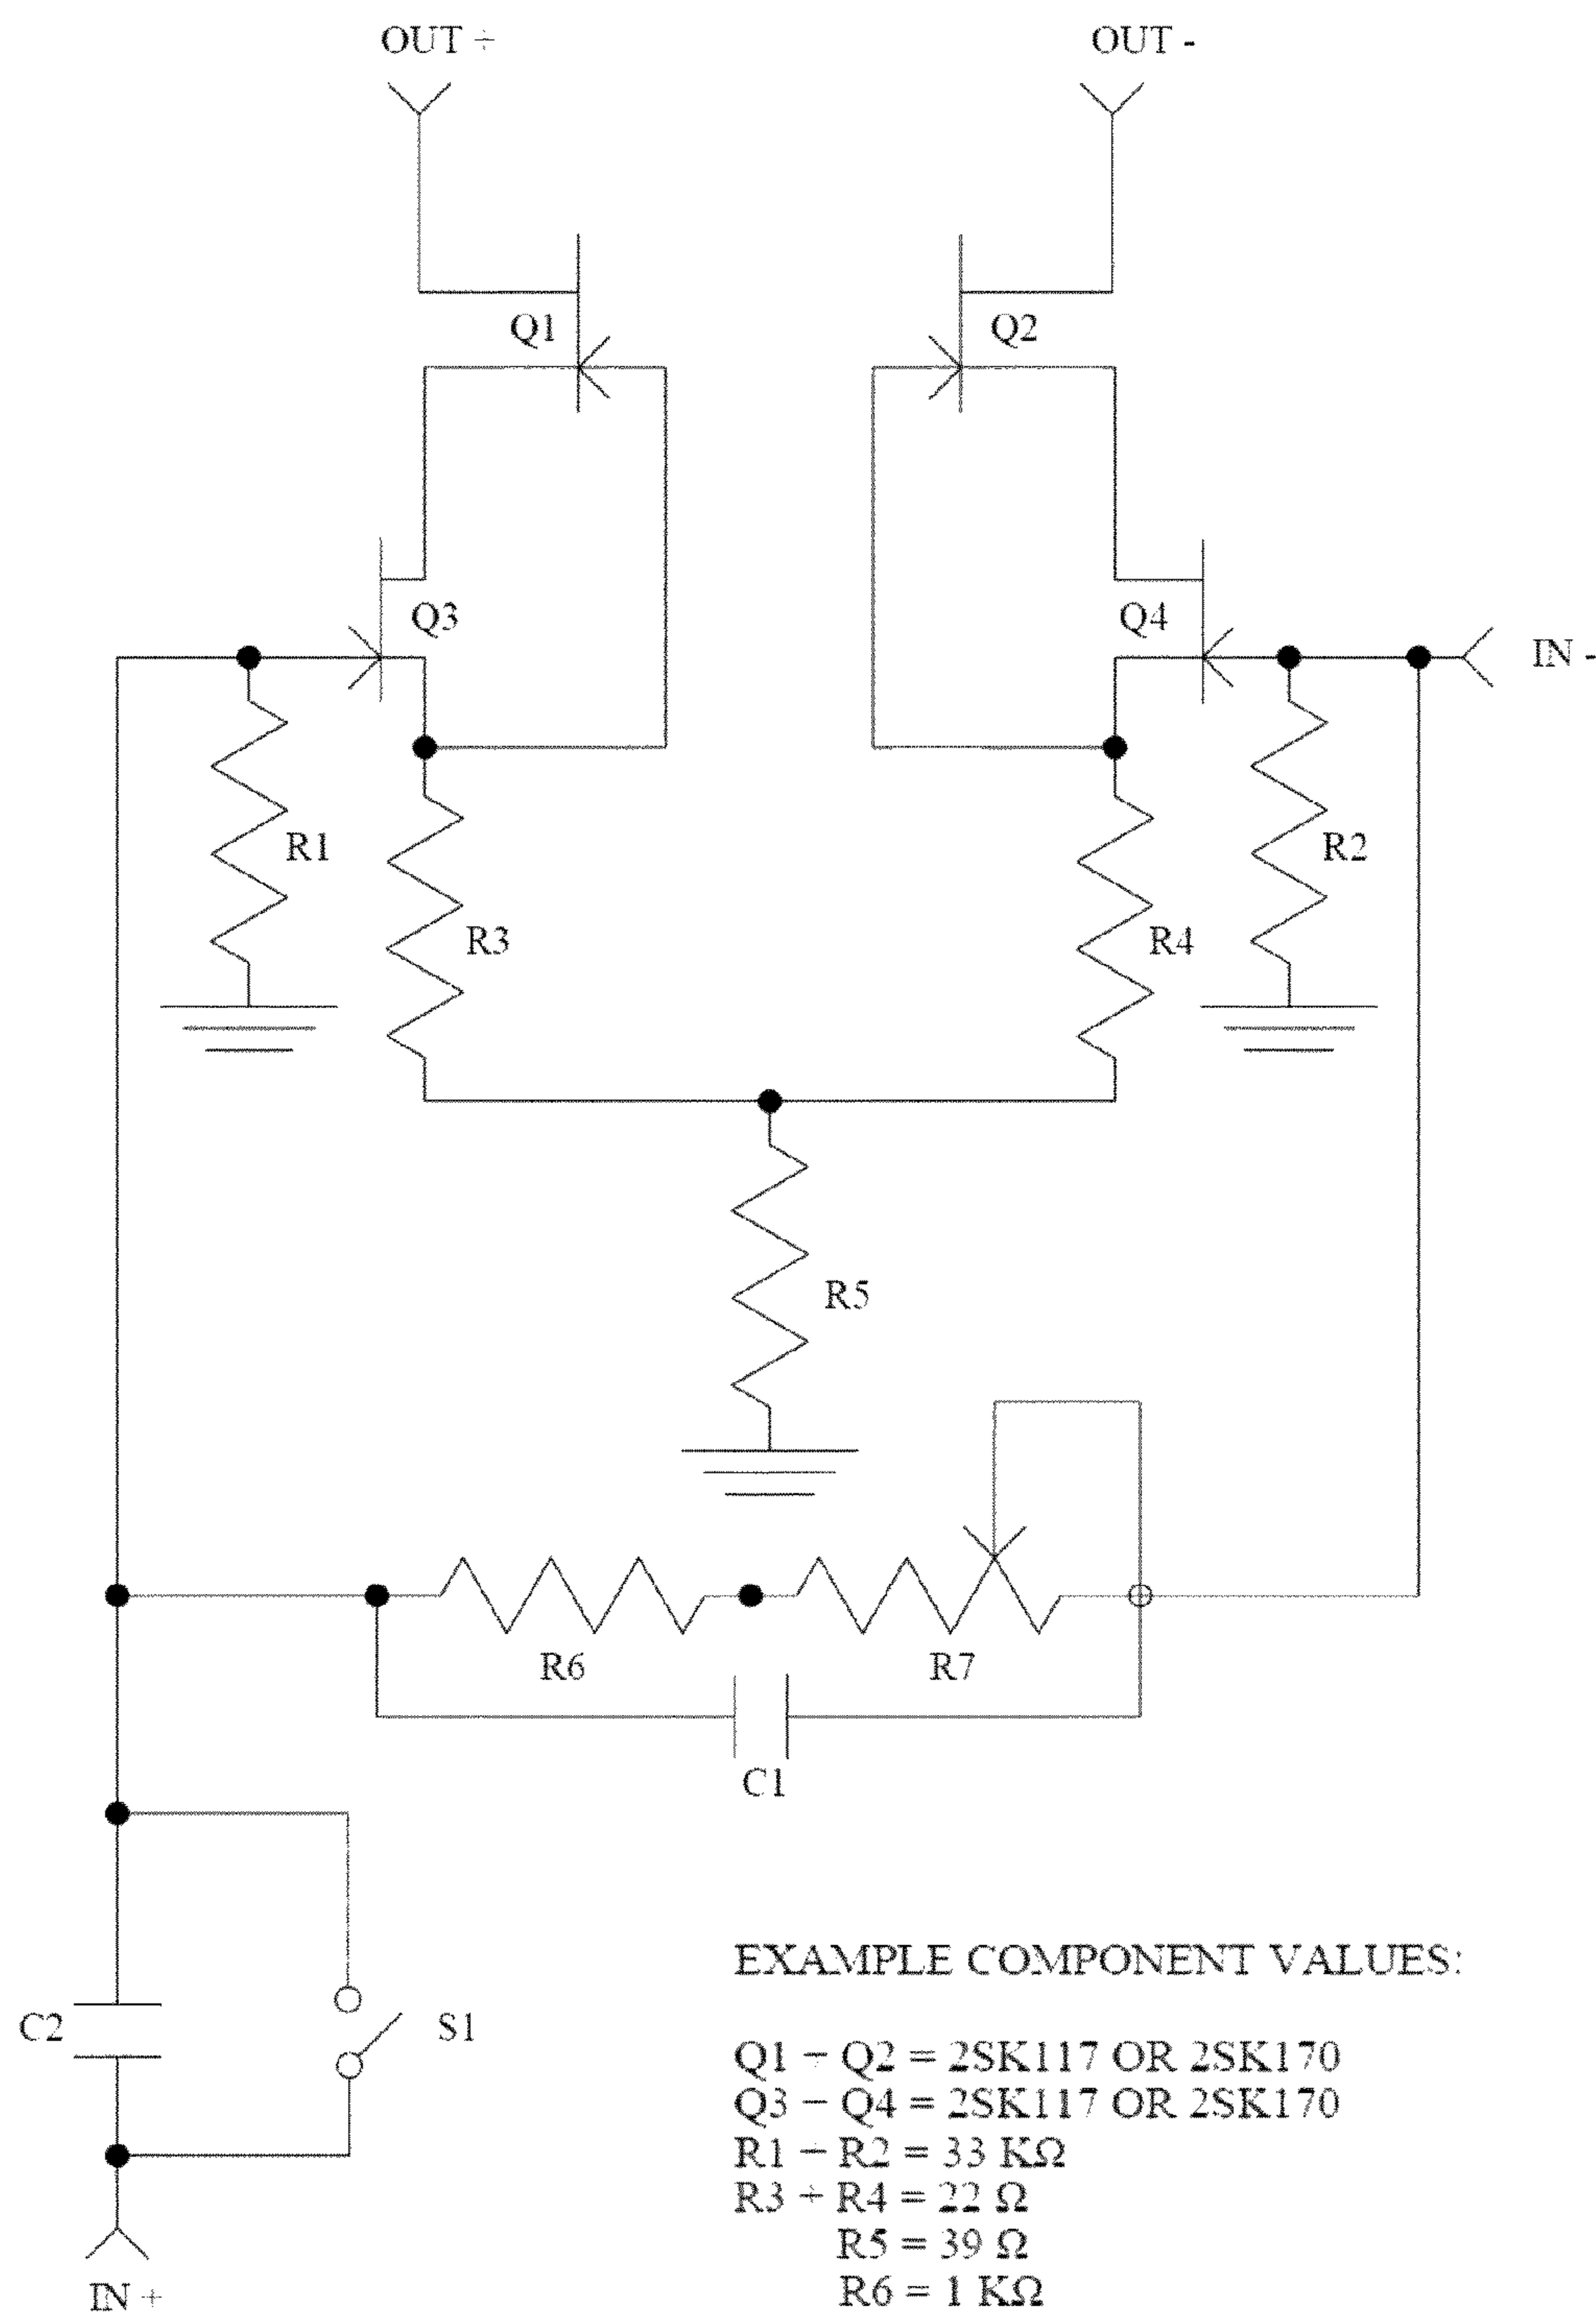 OUT +
OUT -
Q1
Q2
Q3
Q4
IN -
R1
R2
R3
R4
R5
R6
R7
C1
C2
S1
IN +
EXAMPLE COMPONENT VALUES:
Q1 + Q2 = 2SK117 OR 2SK170
Q3 + Q4 = 2SK117 OR 2SK170
R1 + R2 = 33 KΩ
R3 + R4 = 22 Ω
R5 = 39 Ω
R6 = 1 KΩ